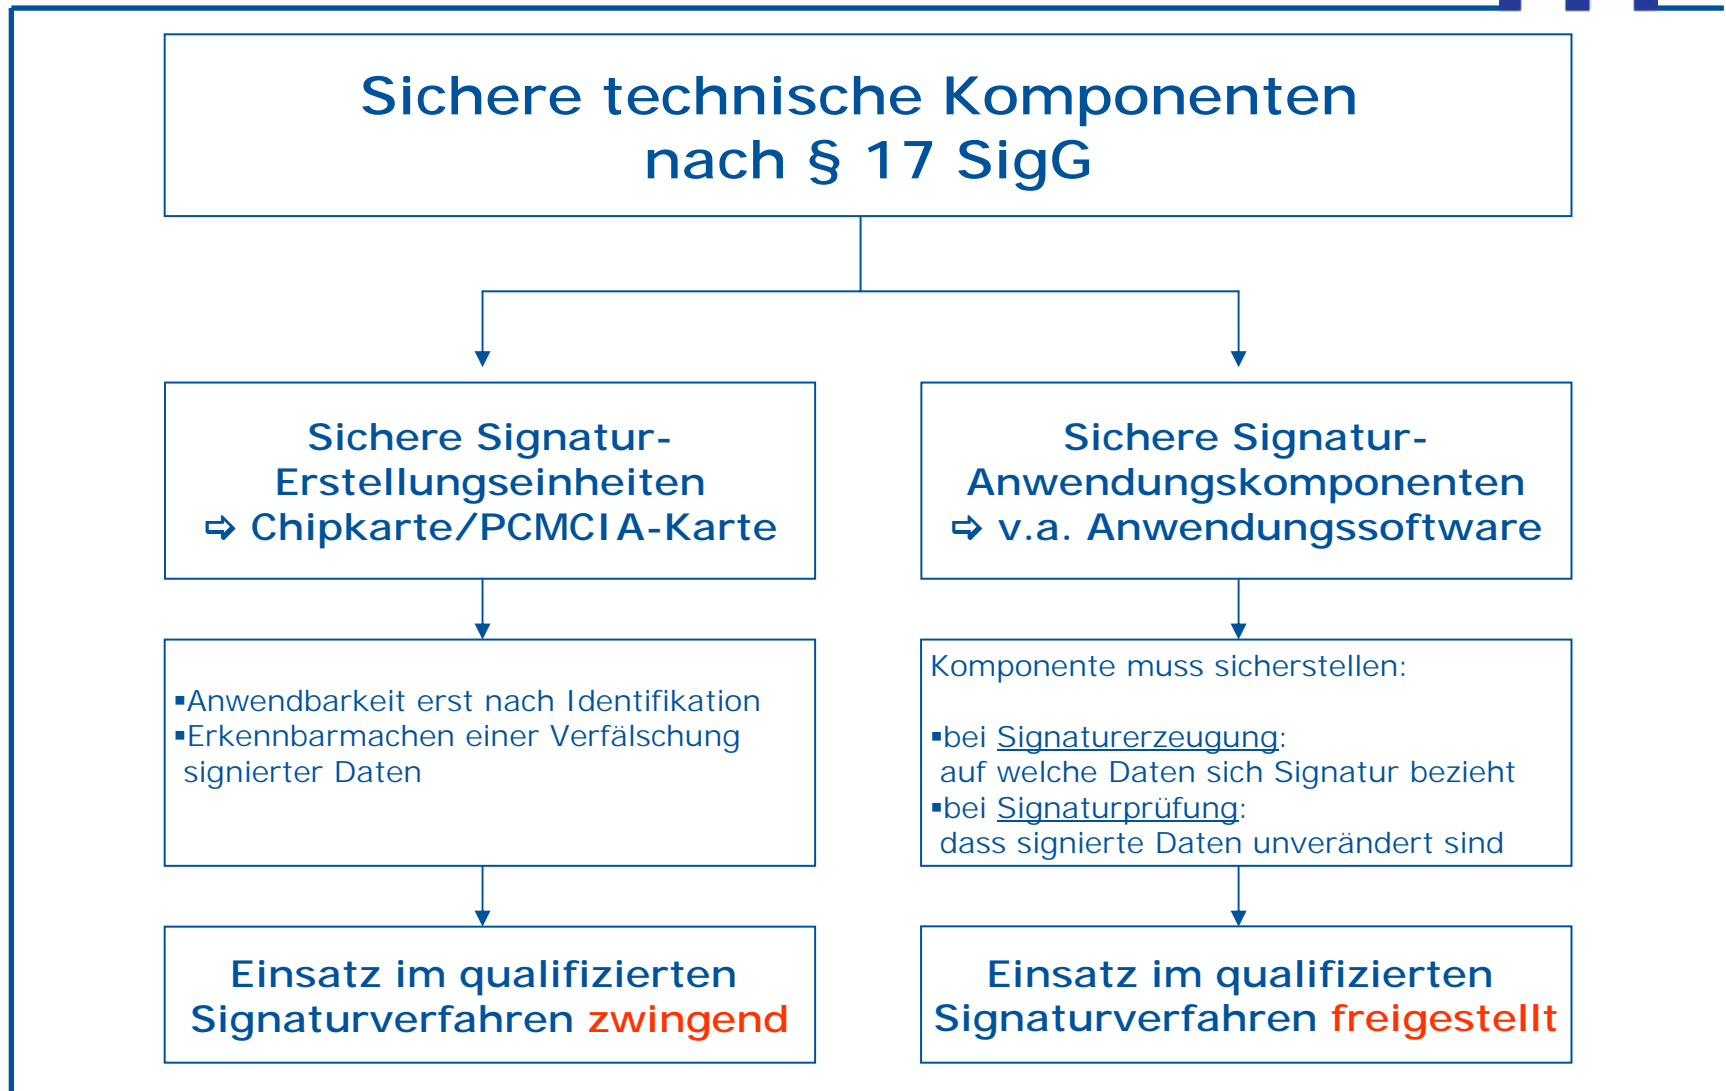 Sichere technische Komponenten
nach § 17 SigG
Sichere Signatur-
Erstellungseinheiten
⇨ Chipkarte/PCMCIA-Karte
▪Anwendbarkeit erst nach Identifikation
▪Erkennbarmachen einer Verfälschung
signierter Daten
Einsatz im qualifizierten
Signaturverfahren zwingend
Sichere Signatur-
Anwendungskomponenten
⇨ v.a. Anwendungssoftware
Komponente muss sicherstellen:
▪bei Signaturerzeugung:
auf welche Daten sich Signatur bezieht
▪bei Signaturprüfung:
dass signierte Daten unverändert sind
Einsatz im qualifizierten
Signaturverfahren freigestellt